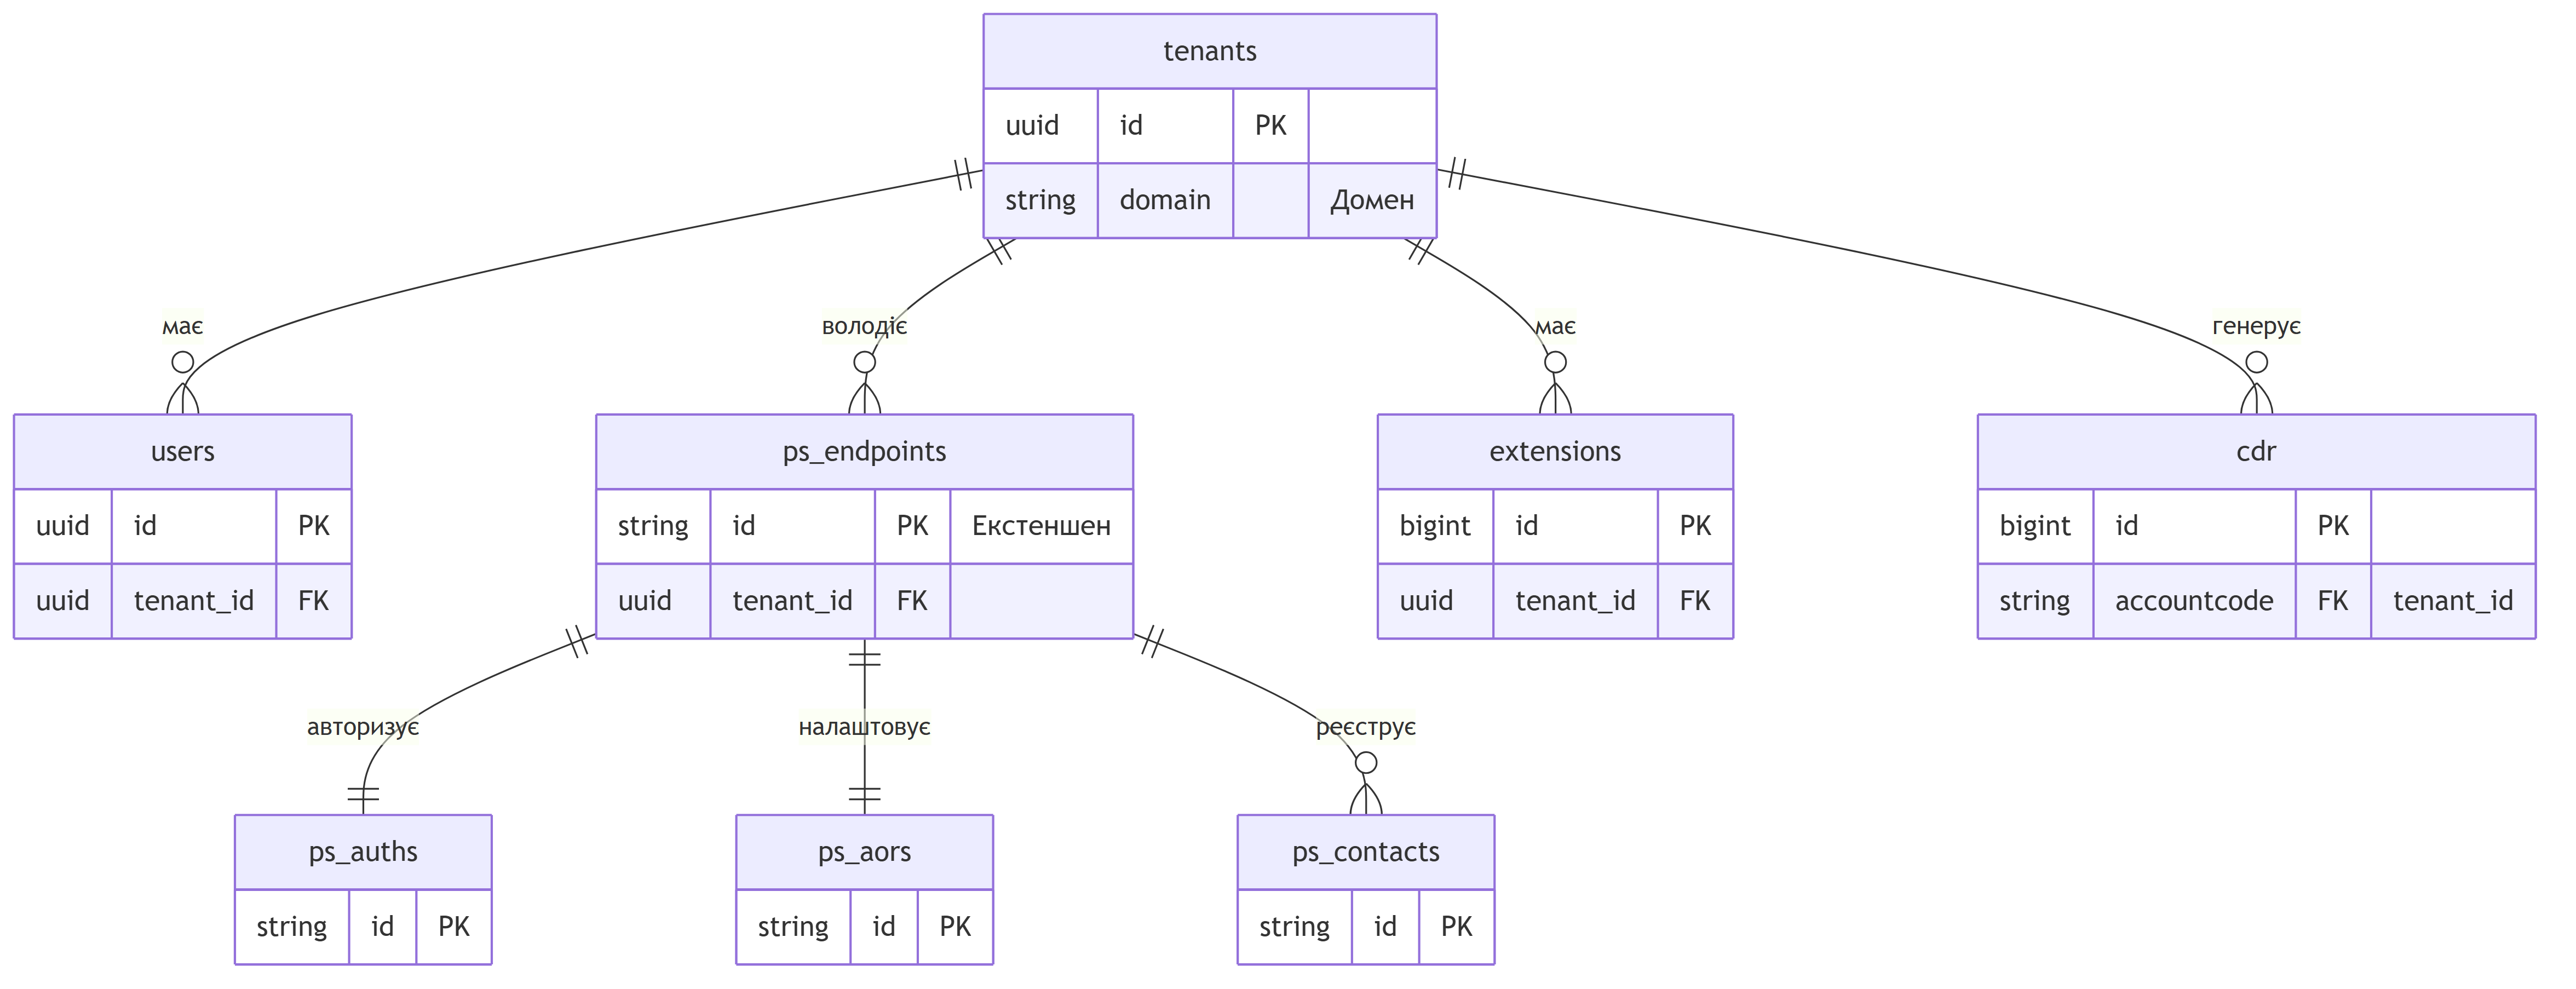 tenants
uuid id PK
string domain Домен
має
володіє
має
генерує
users
uuid id PK
uuid tenant_id FK
ps_endpoints
string id PK Екстеншен
uuid tenant_id FK
extensions
bigint id PK
uuid tenant_id FK
cdr
bigint id PK
string accountcode FK tenant_id
авторизує
налаштовує
реєструє
ps_auths
string id PK
ps_aors
string id PK
ps_contacts
string id PK